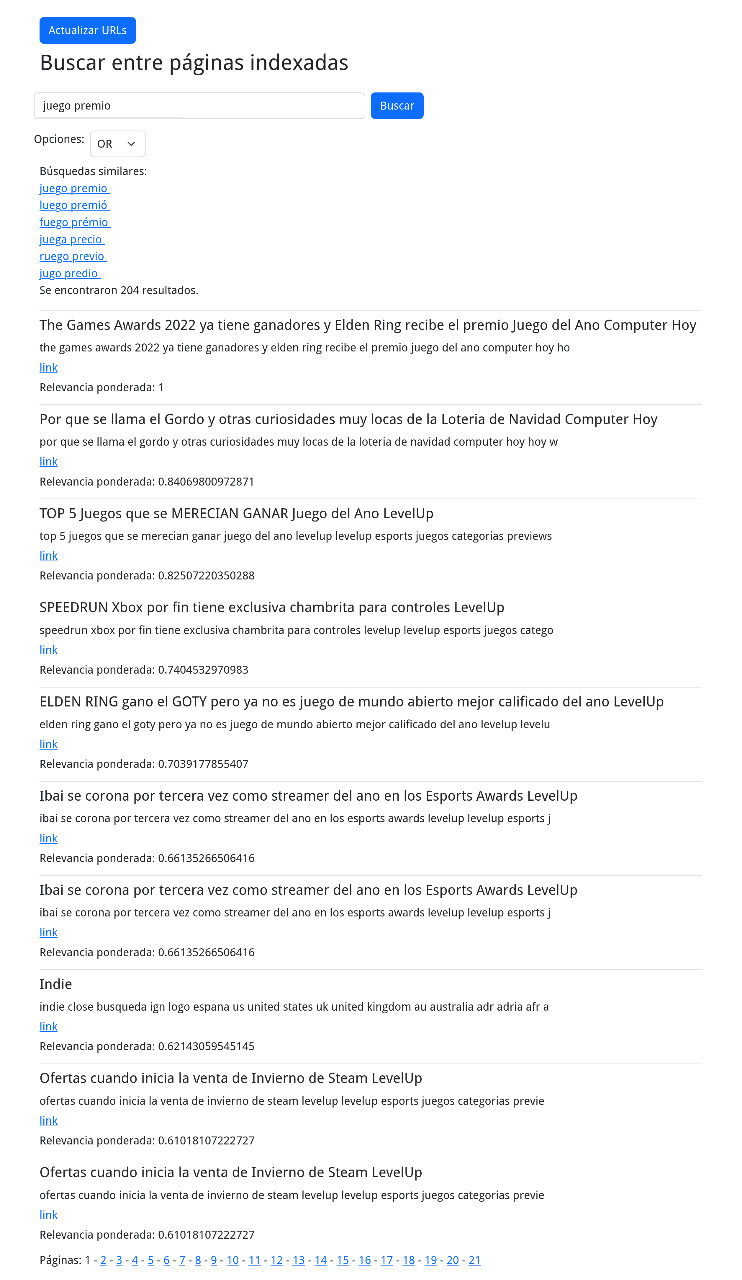 Actualizar URLs
Buscar entre páginas indexadas
juego premio
Buscar
Opciones: OR
Búsquedas similares:
juego premio
luego premió
fuego prémio
juega precio
ruego previo
jugo predio
Se encontraron 204 resultados.
The Games Awards 2022 ya tiene ganadores y Elden Ring recibe el premio Juego del Ano Computer Hoy
the games awards 2022 ya tiene ganadores y elden ring recibe el premio juego del ano computer hoy ho
link
Relevancia ponderada: 1
Por que se llama el Gordo y otras curiosidades muy locas de la Loteria de Navidad Computer Hoy
por que se llama el gordo y otras curiosidades muy locas de la loteria de navidad computer hoy hoy w
link
Relevancia ponderada: 0.84069800972871
TOP 5 Juegos que se MERECIAN GANAR Juego del Ano LevelUp
top 5 juegos que se merecian ganar juego del ano levelup levelup esports juegos categorias previews
link
Relevancia ponderada: 0.82507220350288
SPEEDRUN Xbox por fin tiene exclusiva chambrita para controles LevelUp
speedrun xbox por fin tiene exclusiva chambrita para controles levelup levelup esports juegos catego
link
Relevancia ponderada: 0.7404532970983
ELDEN RING gano el GOTY pero ya no es juego de mundo abierto mejor calificado del ano LevelUp
elden ring gano el goty pero ya no es juego de mundo abierto mejor calificado del ano levelup levelu
link
Relevancia ponderada: 0.7039177855407
Ibai se corona por tercera vez como streamer del ano en los Esports Awards LevelUp
ibai se corona por tercera vez como streamer del ano en los esports awards levelup levelup esports j
link
Relevancia ponderada: 0.66135266506416
Ibai se corona por tercera vez como streamer del ano en los Esports Awards LevelUp
ibai se corona por tercera vez como streamer del ano en los esports awards levelup levelup esports j
link
Relevancia ponderada: 0.66135266506416
Indie
indie close busqueda ign logo espana us united states uk united kingdom au australia adr adria afr a
link
Relevancia ponderada: 0.62143059545145
Ofertas cuando inicia la venta de Invierno de Steam LevelUp
ofertas cuando inicia la venta de invierno de steam levelup levelup esports juegos categorias previe
link
Relevancia ponderada: 0.61018107222727
Ofertas cuando inicia la venta de Invierno de Steam LevelUp
ofertas cuando inicia la venta de invierno de steam levelup levelup esports juegos categorias previe
link
Relevancia ponderada: 0.61018107222727
Páginas: 1 - 2 - 3 - 4 - 5 - 6 - 7 - 8 - 9 - 10 - 11 - 12 - 13 - 14 - 15 - 16 - 17 - 18 - 19 - 20 - 21